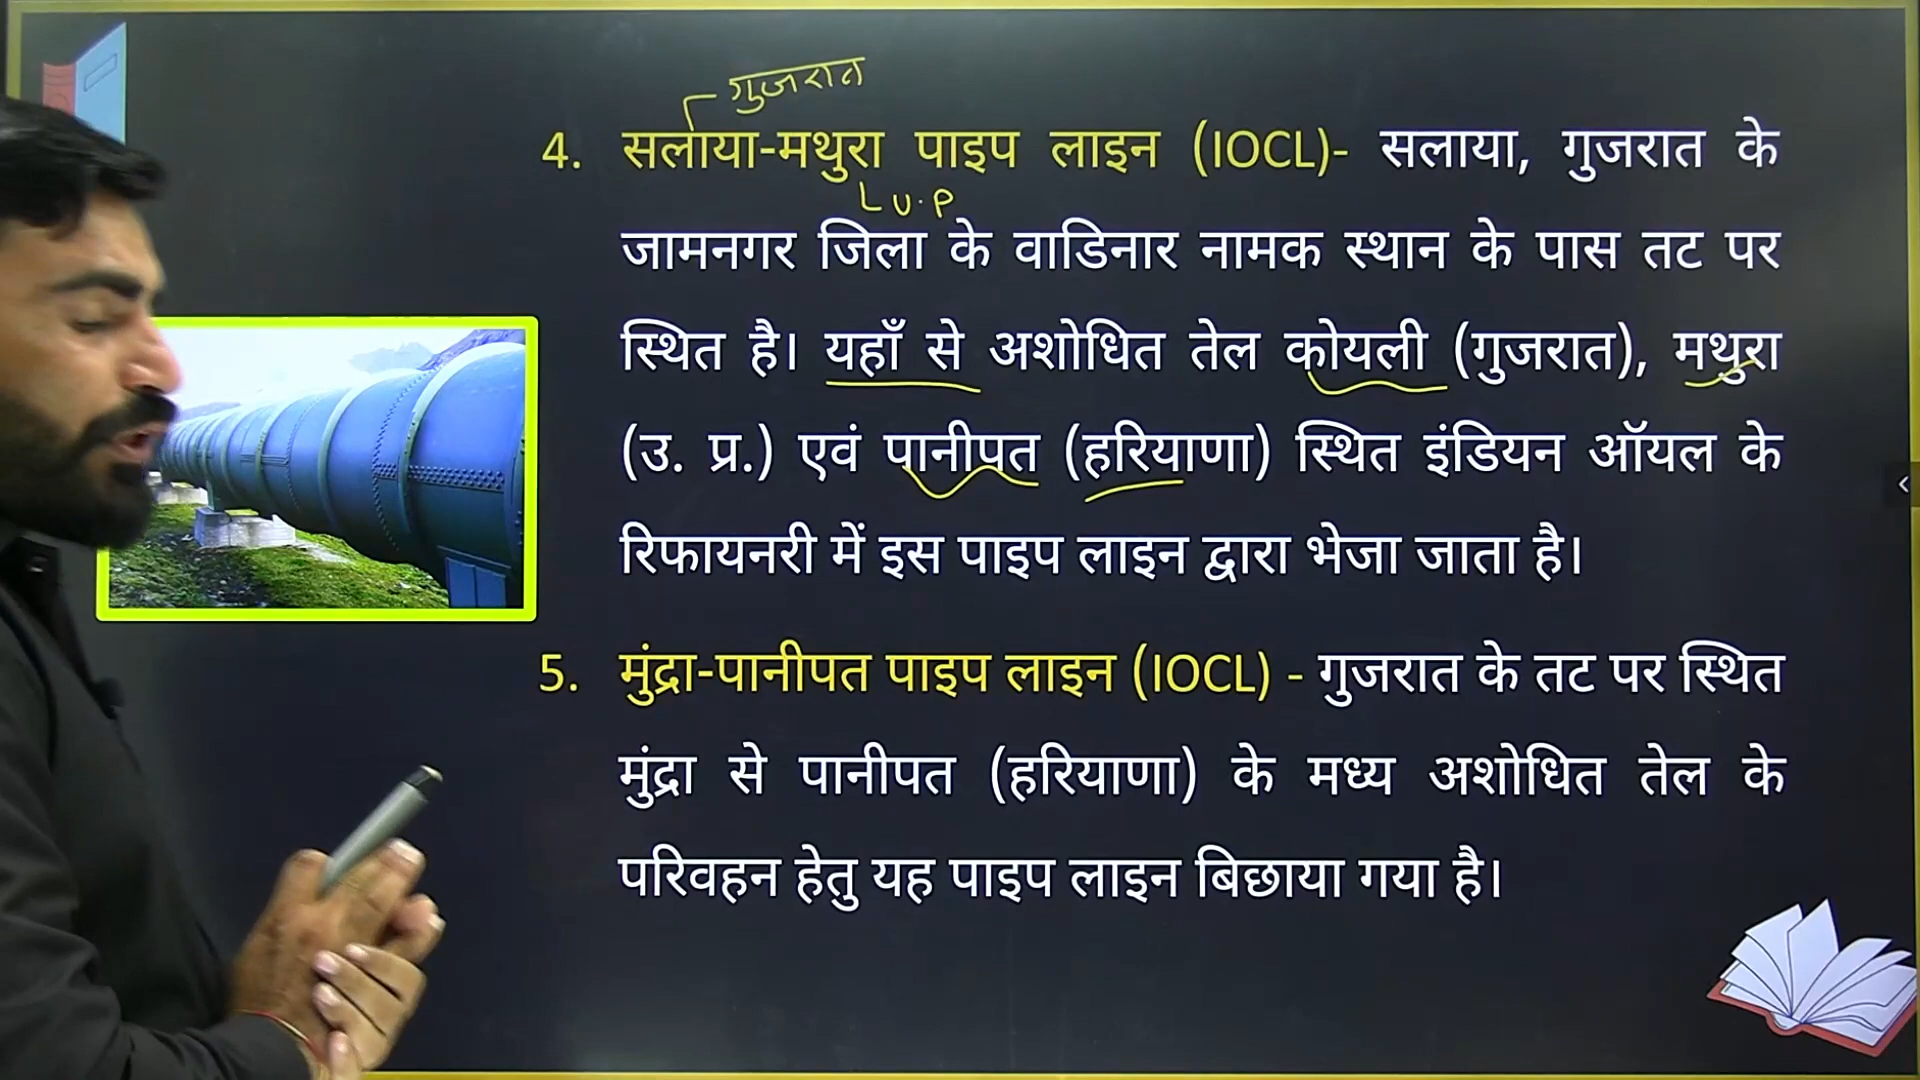 गुजरात
4. सलाया-मथुरा पाइप लाइन (IOCL)- सलाया, गुजरात के
U.P
जामनगर जिला के वाडिनार नामक स्थान के पास तट पर
स्थित है। यहाँ से अशोधित तेल कोयली (गुजरात), मथुरा
(उ. प्र.) एवं पानीपत (हरियाणा) स्थित इंडियन ऑयल के
रिफायनरी में इस पाइप लाइन द्वारा भेजा जाता है।
5. मुंद्रा-पानीपत पाइप लाइन (IOCL) - गुजरात के तट पर स्थित
मुंद्रा से पानीपत (हरियाणा) के मध्य अशोधित तेल के
परिवहन हेतु यह पाइप लाइन बिछाया गया है।